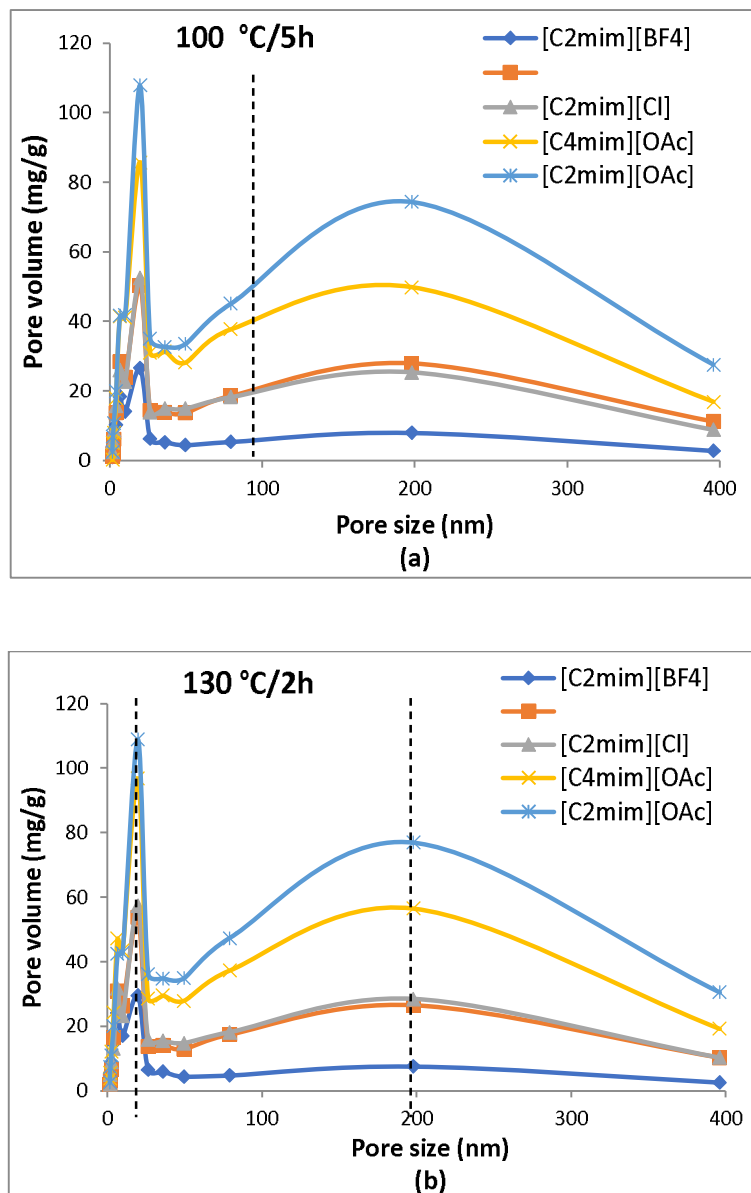 100 °C/5h
[C2mim][BF4]
[C2mim][Cl]
[C4mim][OAc]
[C2mim][OAc]
Pore volume (mg/g)
120
100
80
60
40
20
0
0 100 200 300 400
Pore size (nm)
(a)
130 °C/2h
[C2mim][BF4]
[C2mim][Cl]
[C4mim][OAc]
[C2mim][OAc]
Pore volume (mg/g)
120
100
80
60
40
20
0
0 100 200 300 400
Pore size (nm)
(b)